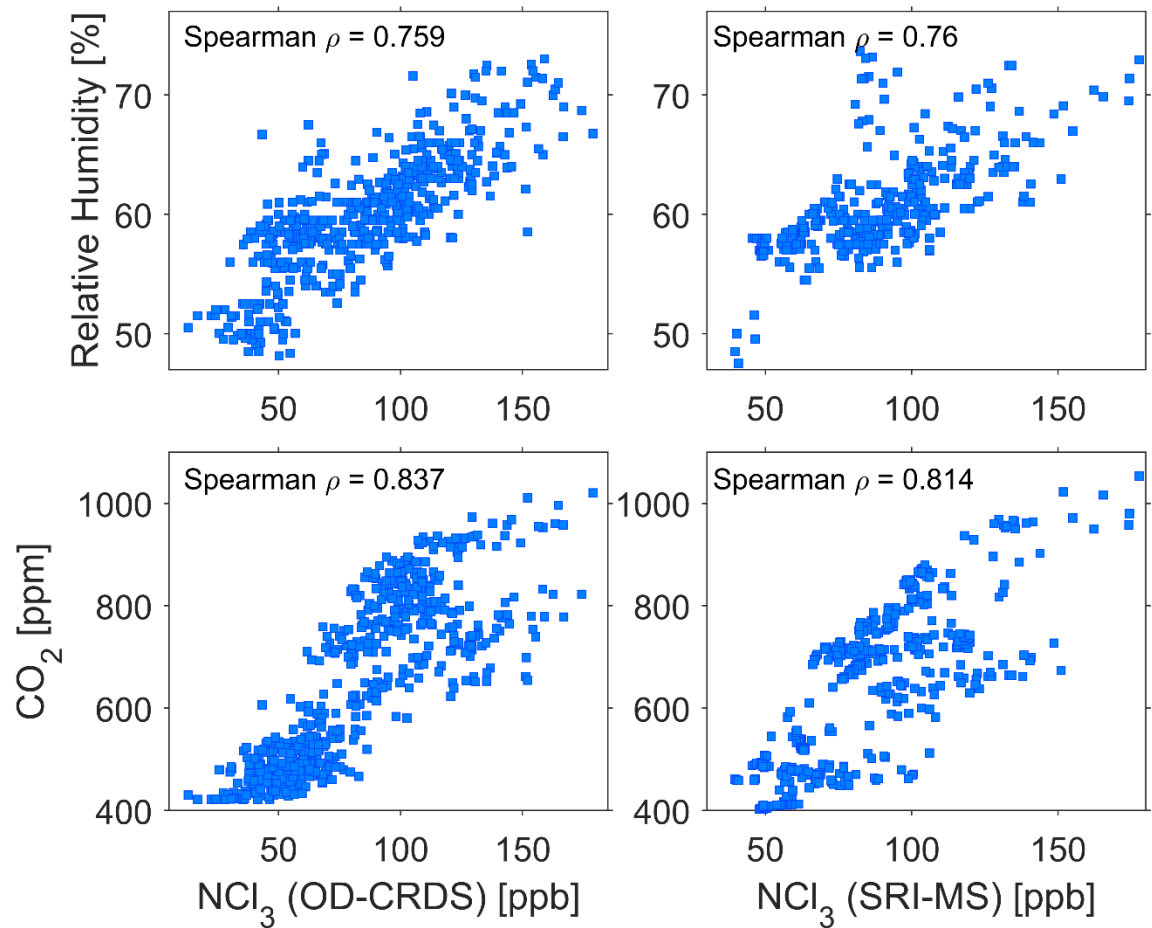 Spearman ρ = 0.759
Spearman ρ = 0.76
Relative Humidity [%]
70
60
50
70
60
50
50 100 150
50 100 150
Spearman ρ = 0.837
Spearman ρ = 0.814
CO₂ [ppm]
1000
800
600
400
1000
800
600
400
50 100 150
50 100 150
NCl₃ (OD-CRDS) [ppb]
NCl₃ (SRI-MS) [ppb]